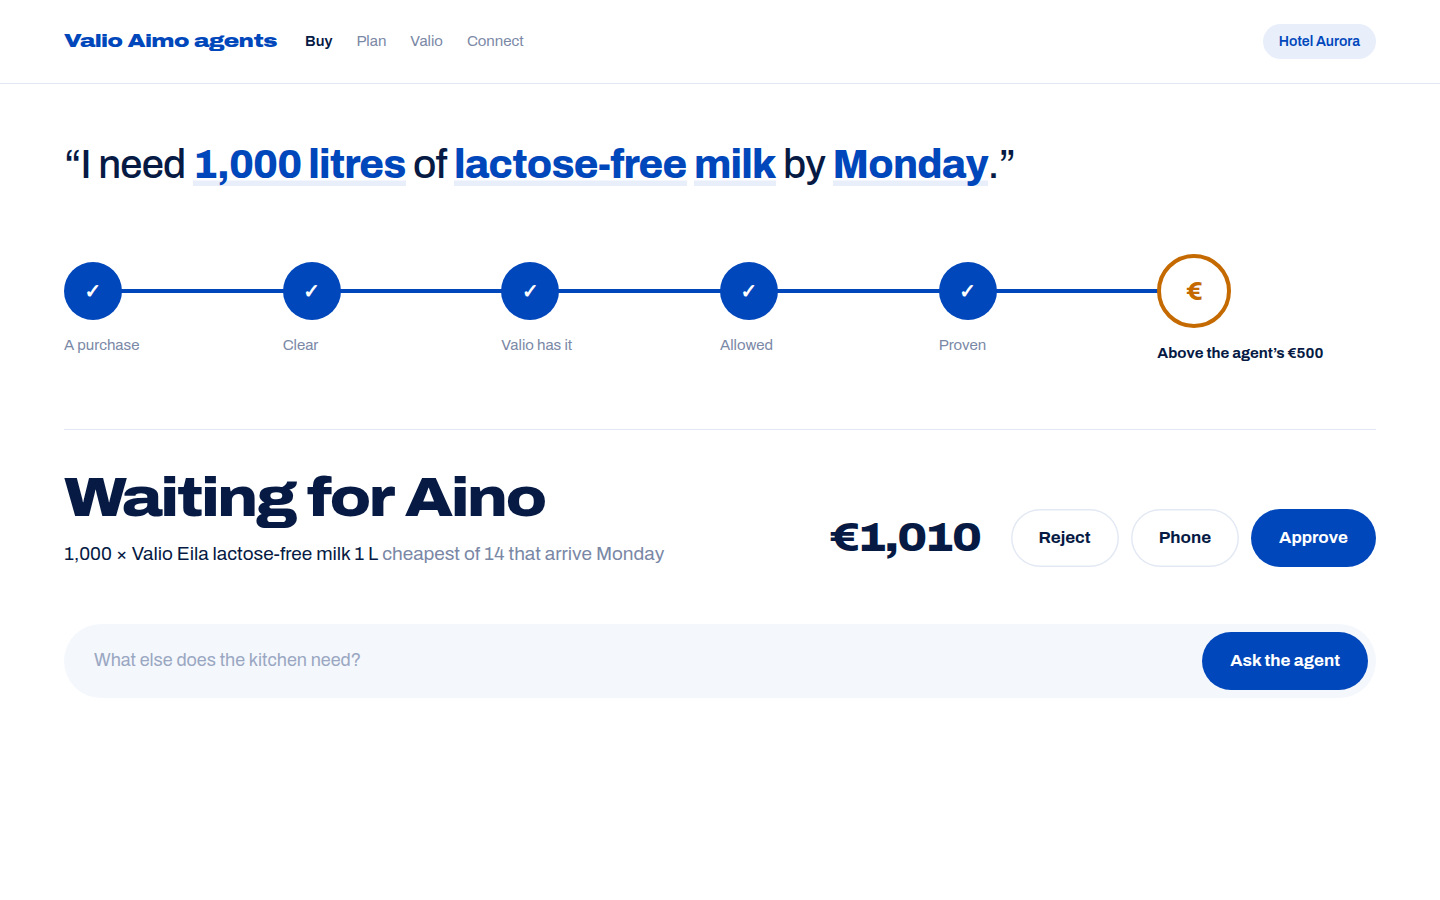 Valio Aimo agents Buy Plan Valio Connect Hotel Aurora
“I need 1,000 litres of lactose-free milk by Monday.”
✓ ✓ ✓ ✓ ✓ €
A purchase Clear Valio has it Allowed Proven Above the agent’s €500
Waiting for Aino
1,000 × Valio Eila lactose-free milk 1 L cheapest of 14 that arrive Monday
€1,010 Reject Phone Approve
What else does the kitchen need? Ask the agent